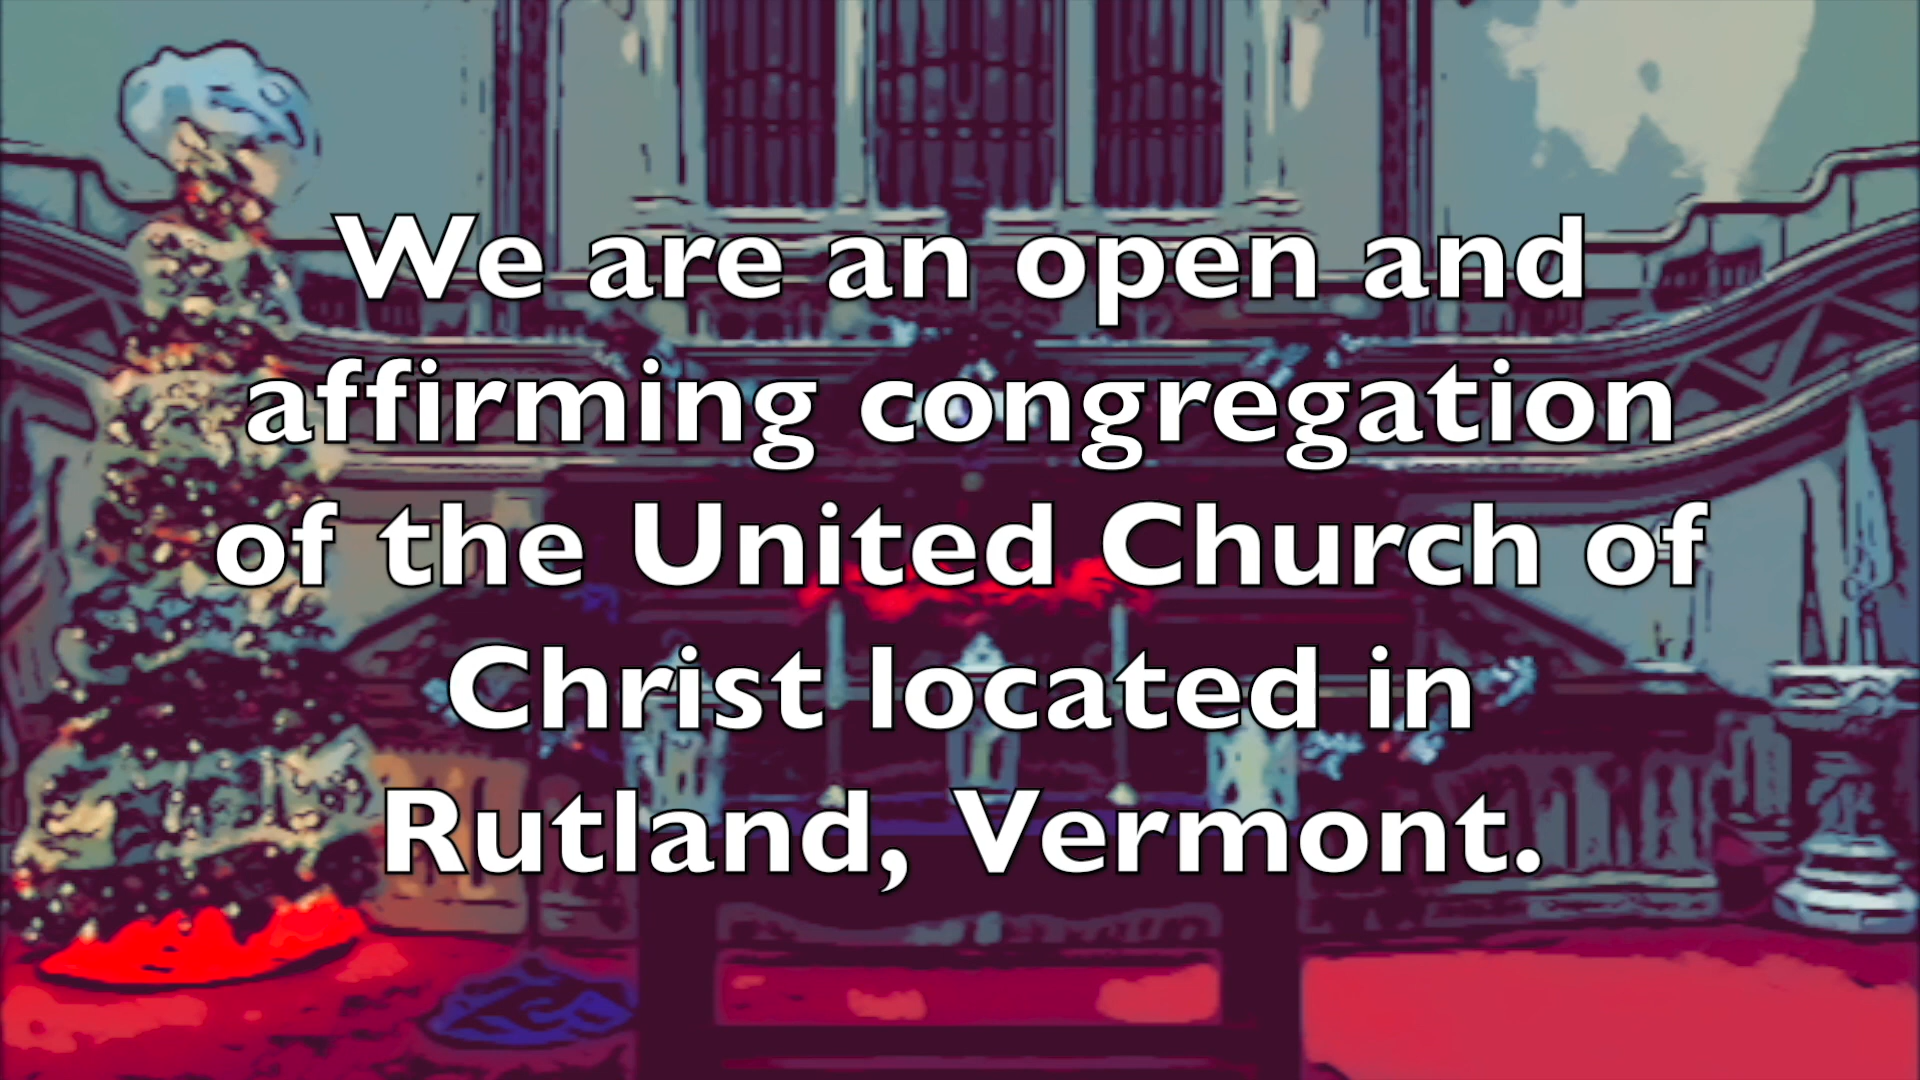 We are an open and
affirming congregation
of the United Church of
Christ located in
Rutland, Vermont.